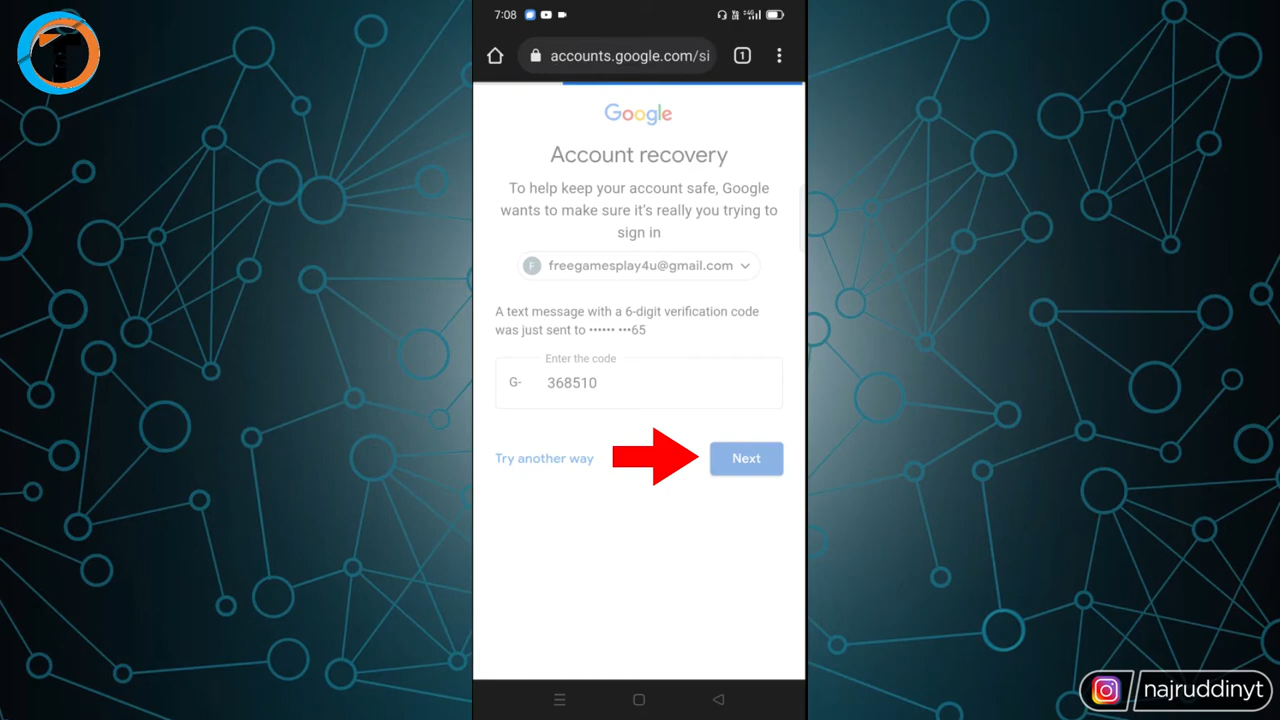 7:08
accounts.google.com/si
1
Google
Account recovery
To help keep your account safe, Google
wants to make sure it's really you trying to
sign in
F freegamesplay4u@gmail.com
A text message with a 6-digit verification code
was just sent to •••••• •••65
Enter the code
G- 368510
Try another way
Next
najruddinyt